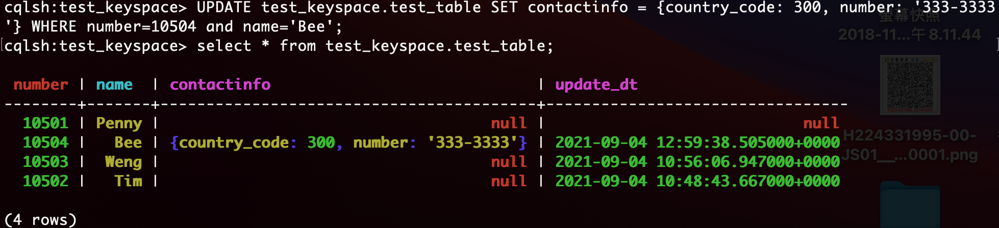 cqlsh:test_keyspace> UPDATE test_keyspace.test_table SET contactinfo = {country_code: 300, number: '333-3333
'} WHERE number=10504 and name='Bee';
cqlsh:test_keyspace> select * from test_keyspace.test_table;
number | name | contactinfo | update_dt
--------+-------+-----------------------------------------+---------------------------------
10501 | Penny | null | null
10504 | Bee | {country_code: 300, number: '333-3333'} | 2021-09-04 12:59:38.505000+0000
10503 | Weng | null | 2021-09-04 10:56:06.947000+0000
10502 | Tim | null | 2021-09-04 10:48:43.667000+0000
(4 rows)
螢幕快照
2018-11...午 8.11.44
H224331995-00-
JS01__...0001.png